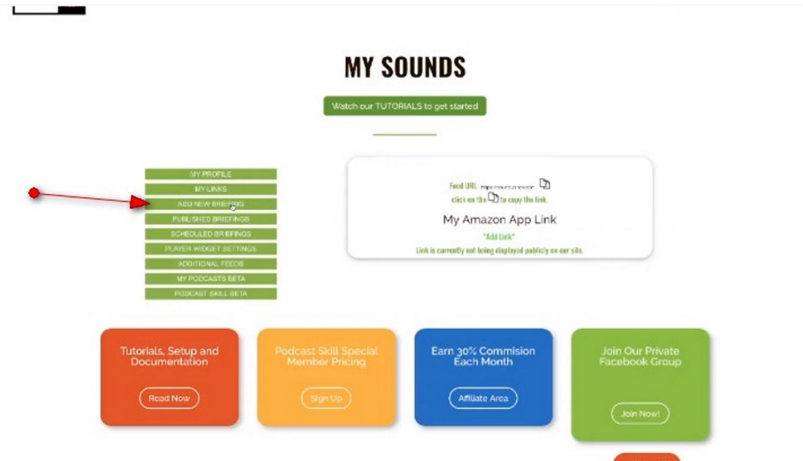 MY SOUNDS
Watch our TUTORIALS to get started
MY PROFILE
MY LINKS
ADD NEW BRIEFING
PUBLISHED BRIEFINGS
SCHEDULED BRIEFINGS
PLAYER WIDGET SETTINGS
ADDITIONAL FEEDS
MY PODCASTS BETA
PODCAST SKILL BETA
Feed URL:
click on the to copy the link.
My Amazon App Link
"Add Link"
Link is currently not being displayed publicly on our site.
Tutorials, Setup and
Documentation
Read Now
Podcast Skill Special
Member Pricing
Sign Up
Earn 30% Commision
Each Month
Affiliate Area
Join Our Private
Facebook Group
Join Now!